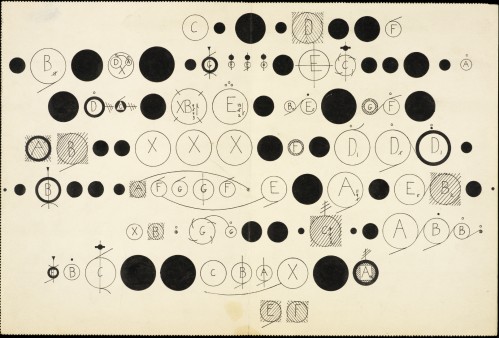 C D F
B D X G E C A
D A XB E E G F
A B X X X F D D D
B A F G G F E A E B
X B G G C A B B
B C C B A X A
E F